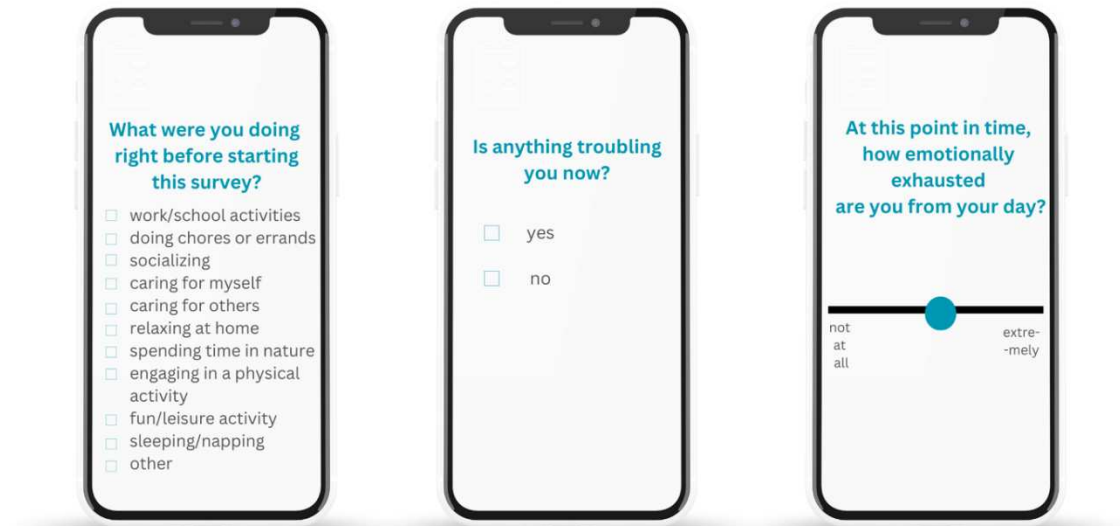 What were you doing
right before starting
this survey?
work/school activities
doing chores or errands
socializing
caring for myself
caring for others
relaxing at home
spending time in nature
engaging in a physical
activity
fun/leisure activity
sleeping/napping
other
Is anything troubling
you now?
yes
no
At this point in time,
how emotionally
exhausted
are you from your day?
not
at
all
extre-
-mely